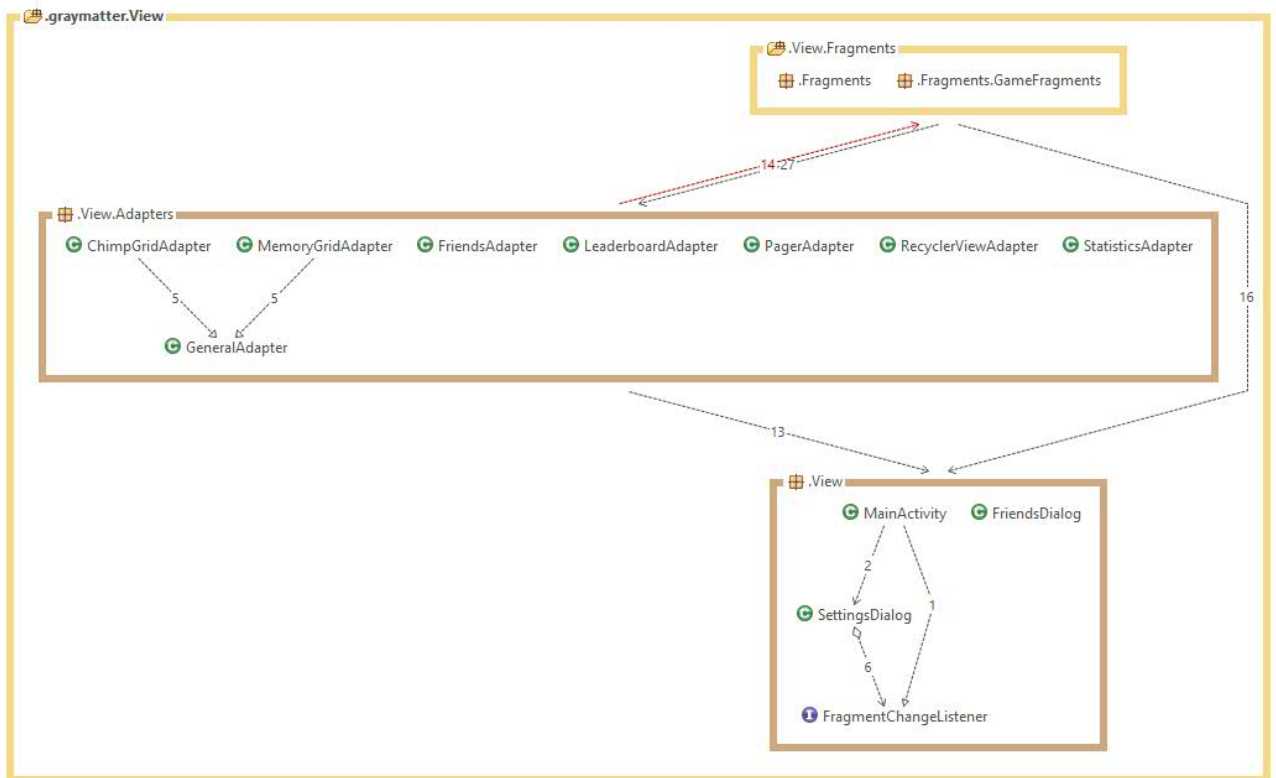 .graymatter.View
.View.Fragments
.Fragments .Fragments.GameFragments
14 27
.View.Adapters
ChimpGridAdapter MemoryGridAdapter FriendsAdapter LeaderboardAdapter PagerAdapter RecyclerViewAdapter StatisticsAdapter
5 5 16
GeneralAdapter
13
.View
MainActivity FriendsDialog
2
1
SettingsDialog
6
I FragmentChangeListener